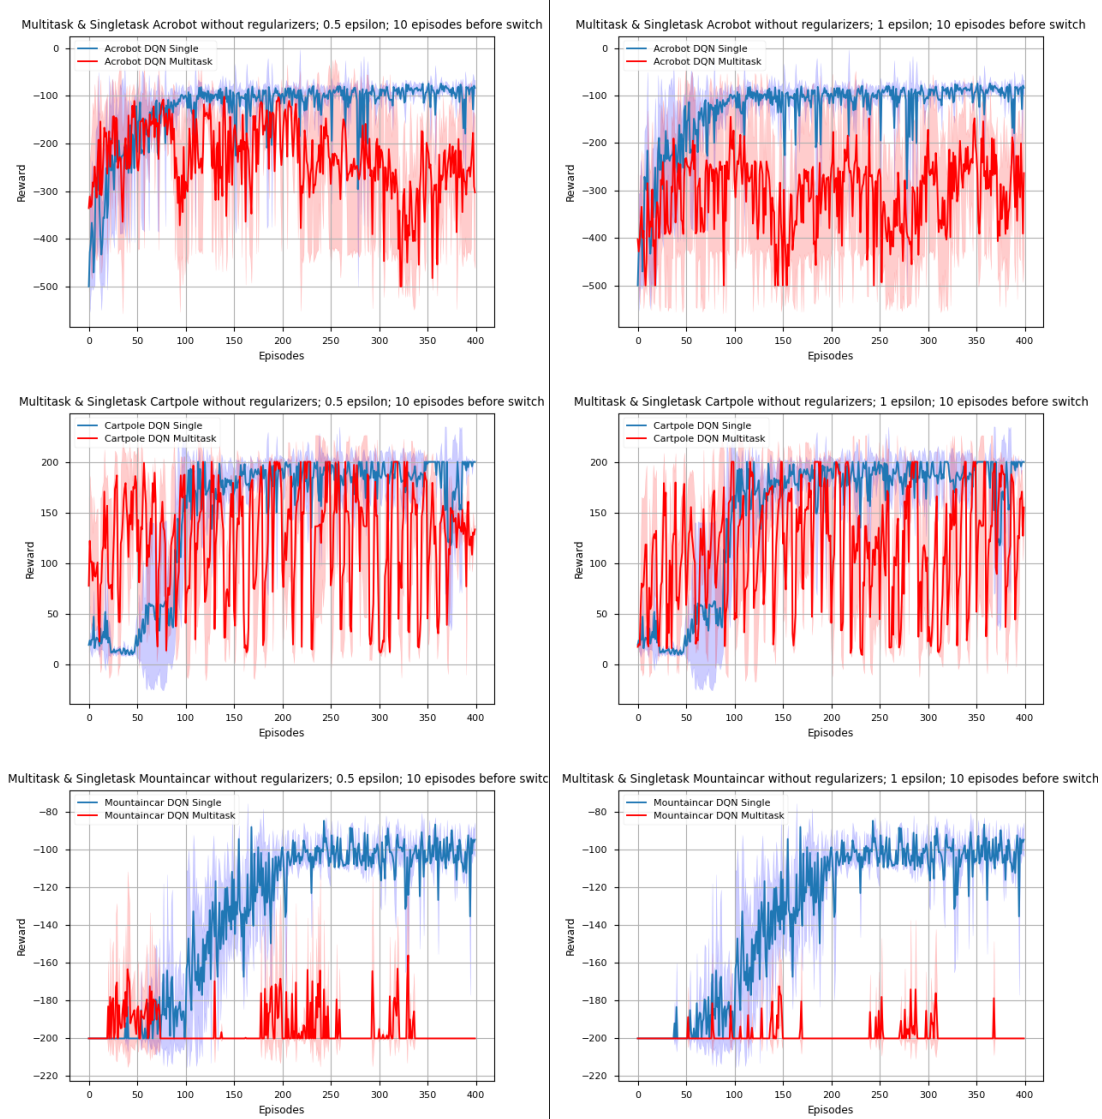 Multitask & Singletask Acrobot without regularizers; 0.5 epsilon; 10 episodes before switch
Acrobot DQN Single
Acrobot DQN Multitask
0
−100
−200
−300
−400
−500
Reward
0 50 100 150 200 250 300 350 400
Episodes
Multitask & Singletask Acrobot without regularizers; 1 epsilon; 10 episodes before switch
Acrobot DQN Single
Acrobot DQN Multitask
0
−100
−200
−300
−400
−500
Reward
0 50 100 150 200 250 300 350 400
Episodes
Multitask & Singletask Cartpole without regularizers; 0.5 epsilon; 10 episodes before switch
Cartpole DQN Single
Cartpole DQN Multitask
200
150
100
50
0
Reward
0 50 100 150 200 250 300 350 400
Episodes
Multitask & Singletask Cartpole without regularizers; 1 epsilon; 10 episodes before switch
Cartpole DQN Single
Cartpole DQN Multitask
200
150
100
50
0
Reward
0 50 100 150 200 250 300 350 400
Episodes
Multitask & Singletask Mountaincar without regularizers; 0.5 epsilon; 10 episodes before switc
Mountaincar DQN Single
Mountaincar DQN Multitask
−80
−100
−120
−140
−160
−180
−200
−220
Reward
0 50 100 150 200 250 300 350 400
Episodes
Multitask & Singletask Mountaincar without regularizers; 1 epsilon; 10 episodes before switch
Mountaincar DQN Single
Mountaincar DQN Multitask
−80
−100
−120
−140
−160
−180
−200
−220
Reward
0 50 100 150 200 250 300 350 400
Episodes